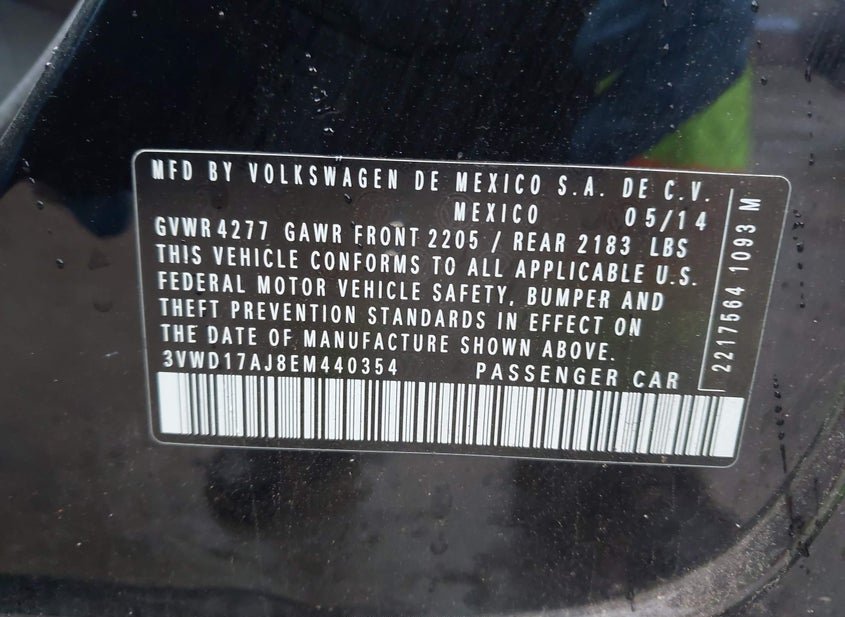 MFD BY VOLKSWAGEN DE MEXICO S.A. DE C.V.
MEXICO 05/14
GVWR 4277 GAWR FRONT 2205 / REAR 2183 LBS
THIS VEHICLE CONFORMS TO ALL APPLICABLE U.S.
FEDERAL MOTOR VEHICLE SAFETY, BUMPER AND
THEFT PREVENTION STANDARDS IN EFFECT ON
THE DATE OF MANUFACTURE SHOWN ABOVE.
3VWD17AJ8EM440354 PASSENGER CAR
2217564 1093 M